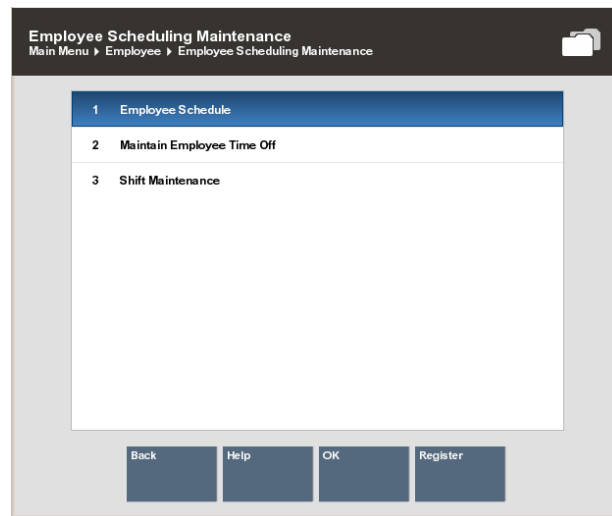 Employee Scheduling Maintenance
Main Menu ▸ Employee ▸ Employee Scheduling Maintenance
1 Employee Schedule
2 Maintain Employee Time Off
3 Shift Maintenance
Back Help OK Register